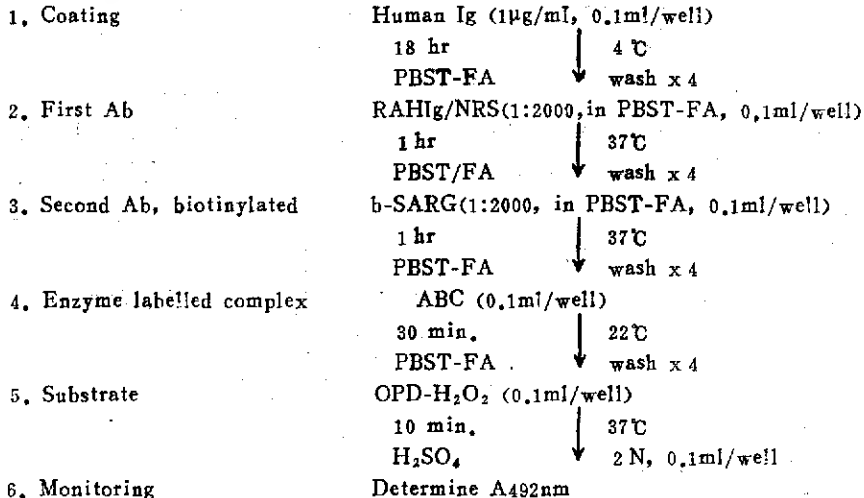 1. Coating Human Ig (1μg/ml, 0.1ml/well)
18 hr 4℃
PBST-FA wash x 4
2. First Ab RAHIg/NRS(1:2000,in PBST-FA, 0.1ml/well)
1 hr 37℃
PBST/FA wash x 4
3. Second Ab, biotinylated b-SARG(1:2000, in PBST-FA, 0.1ml/well)
1 hr 37℃
PBST-FA wash x 4
4. Enzyme labelled complex ABC (0.1ml/well)
30 min. 22℃
PBST-FA . wash x 4
5. Substrate OPD-H₂O₂ (0.1ml/well)
10 min. 37℃
H₂SO₄ 2 N, 0.1ml/well
6. Monitoring Determine A492nm